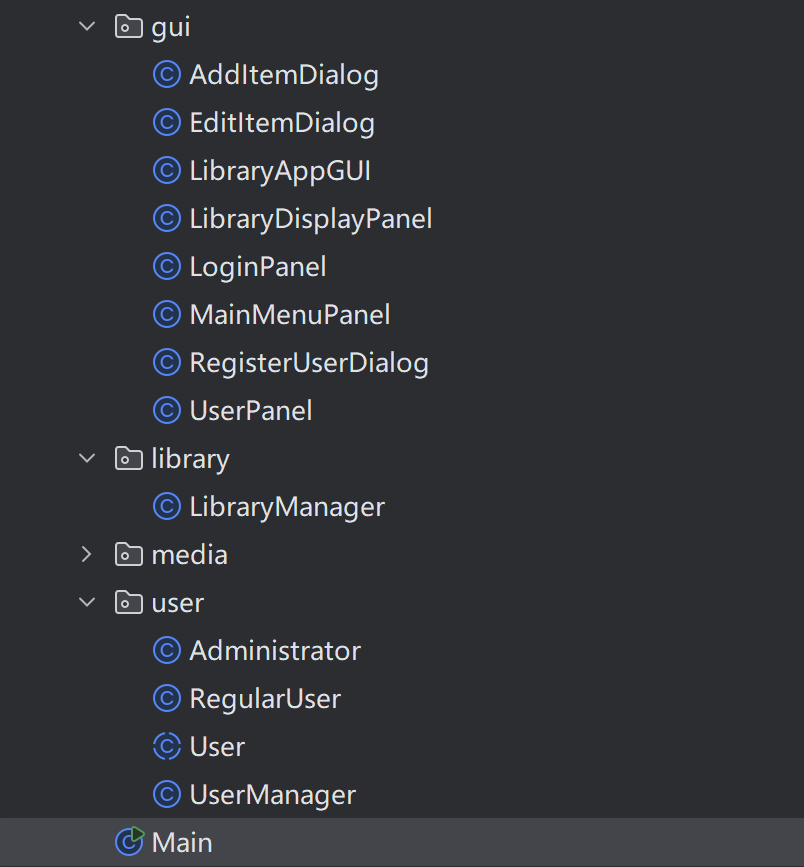 gui
AddItemDialog
EditItemDialog
LibraryAppGUI
LibraryDisplayPanel
LoginPanel
MainMenuPanel
RegisterUserDialog
UserPanel
library
LibraryManager
media
user
Administrator
RegularUser
User
UserManager
Main